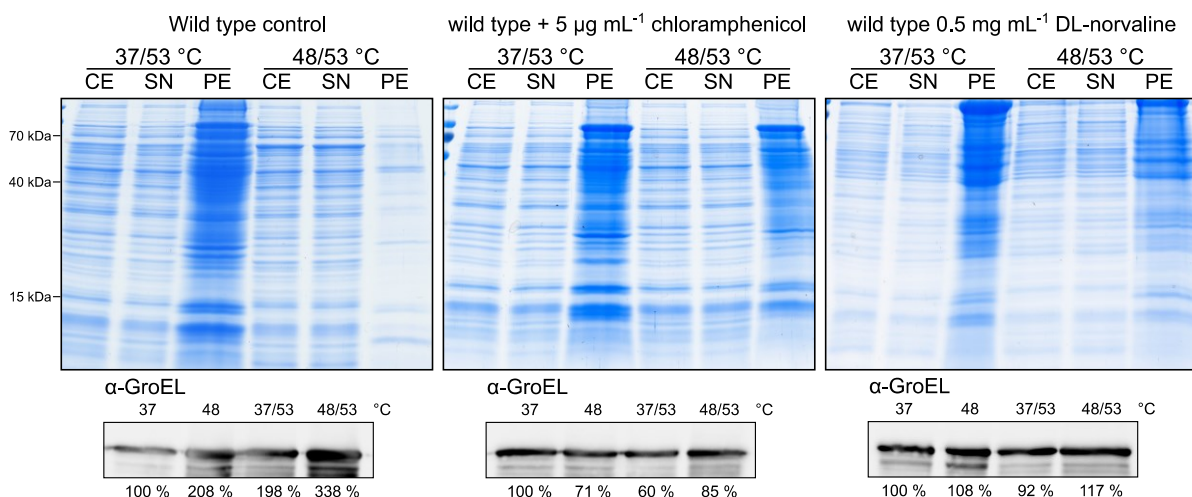 Wild type control
wild type + 5 µg mL⁻¹ chloramphenicol
wild type 0.5 mg mL⁻¹ DL-norvaline
37/53 °C 48/53 °C
37/53 °C 48/53 °C
37/53 °C 48/53 °C
CE SN PE CE SN PE
CE SN PE CE SN PE
CE SN PE CE SN PE
70 kDa
40 kDa
15 kDa
α-GroEL
37 48 37/53 48/53 °C
100 % 208 % 198 % 338 %
α-GroEL
37 48 37/53 48/53 °C
100 % 71 % 60 % 85 %
α-GroEL
37 48 37/53 48/53 °C
100 % 108 % 92 % 117 %